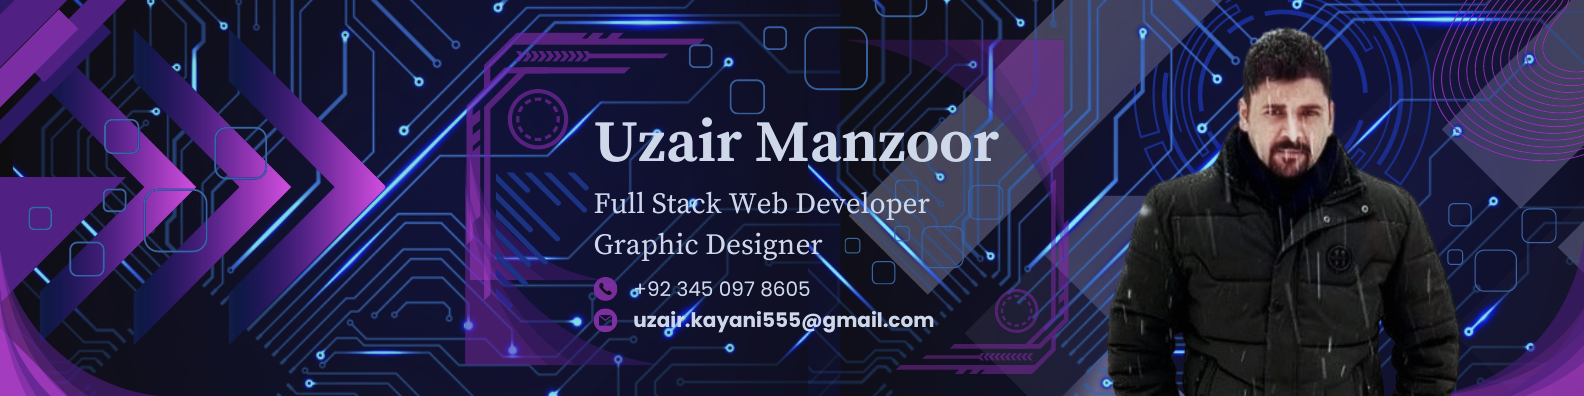 Uzair Manzoor
Full Stack Web Developer
Graphic Designer
+92 345 097 8605
uzair.kayani555@gmail.com